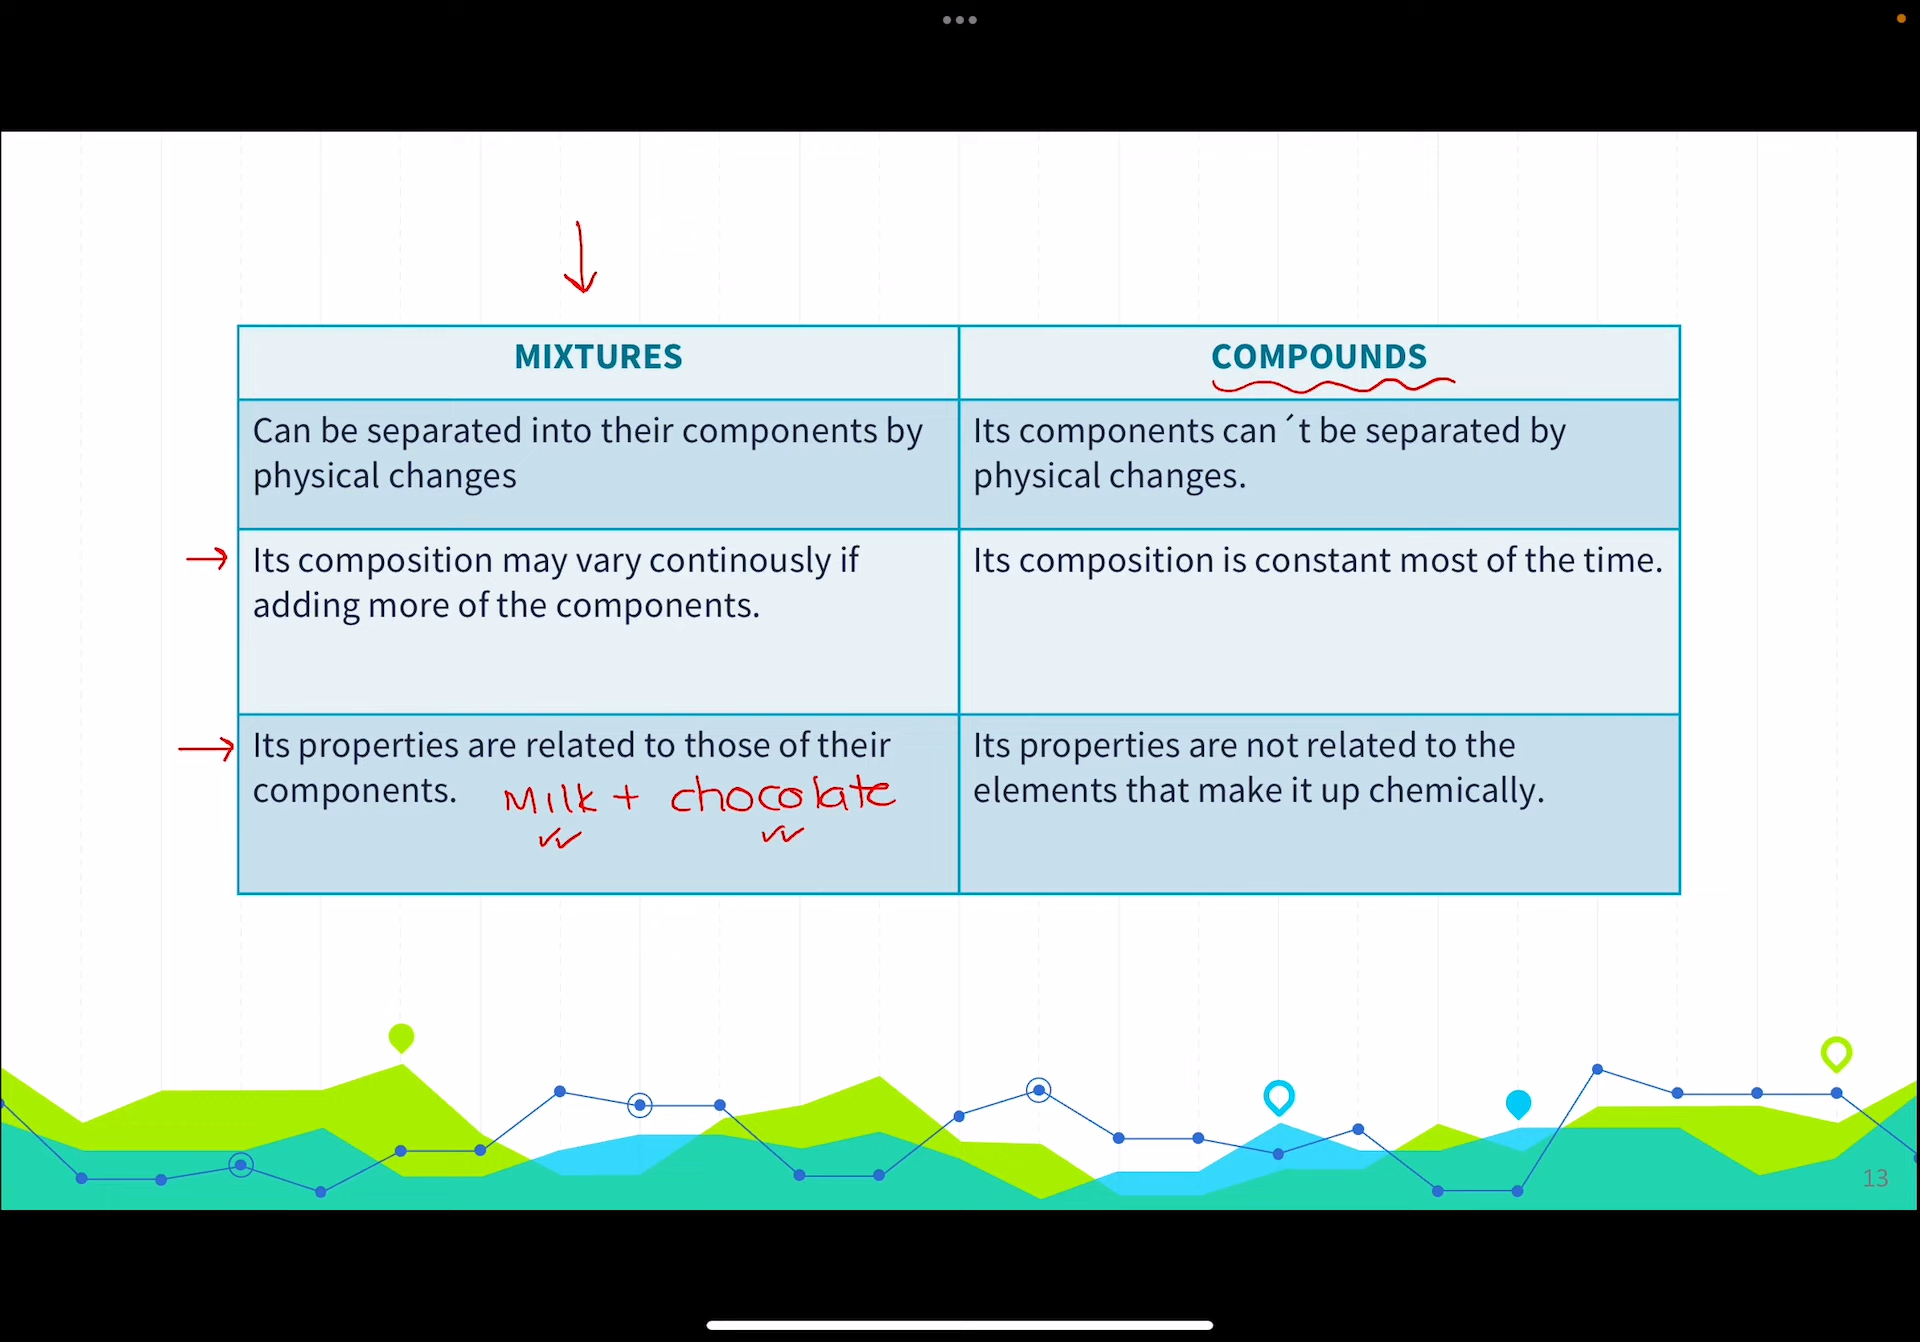 MIXTURES
COMPOUNDS
Can be separated into their components by
physical changes
Its components can´t be separated by
physical changes.
Its composition may vary continously if
adding more of the components.
Its composition is constant most of the time.
Its properties are related to those of their
components.
Milk + chocolate
Its properties are not related to the
elements that make it up chemically.
13